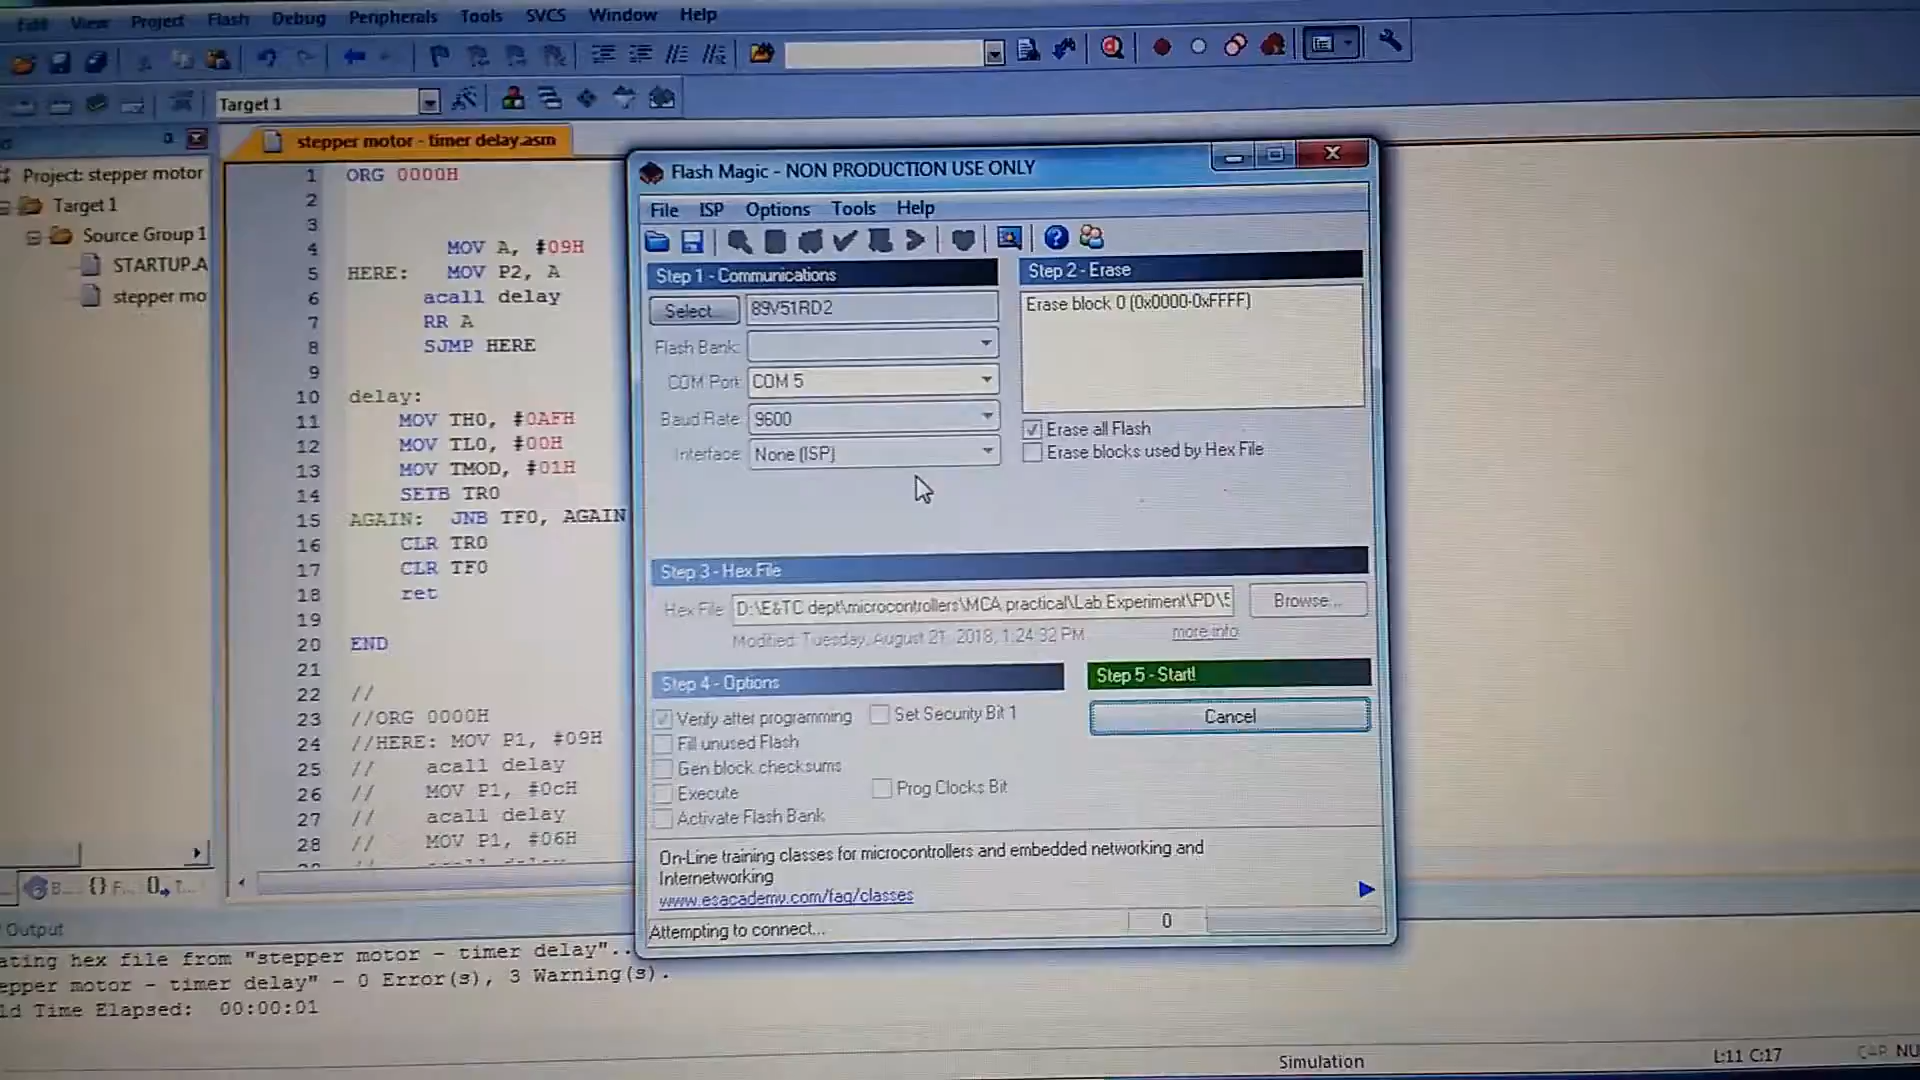 Edit View Project Flash Debug Peripherals Tools SVCS Window Help
Target 1
stepper motor - timer delay.asm
Project: stepper motor
Target 1
Source Group 1
STARTUP.A
stepper mo
1 ORG 0000H
2
3
4 MOV A, #09H
5 HERE: MOV P2, A
6 acall delay
7 RR A
8 SJMP HERE
9
10 delay:
11 MOV TH0, #0AFH
12 MOV TL0, #00H
13 MOV TMOD, #01H
14 SETB TR0
15 AGAIN: JNB TF0, AGAIN
16 CLR TR0
17 CLR TF0
18 ret
19
20 END
21
22 //
23 //ORG 0000H
24 //HERE: MOV P1, #09H
25 // acall delay
26 // MOV P1, #0cH
27 // acall delay
28 // MOV P1, #06H
Flash Magic - NON PRODUCTION USE ONLY
File ISP Options Tools Help
Step 1 - Communications
Select... 89V51RD2
Flash Bank:
COM Port: COM 5
Baud Rate: 9600
Interface: None (ISP)
Step 2 - Erase
Erase block 0 (0x0000-0xFFFF)
Erase all Flash
Erase blocks used by Hex File
Step 3 - Hex File
Hex File: D:\E&TC dept\microcontrollers\MCA practical\Lab Experiment\PD\S
Browse...
Modified: Tuesday, August 21, 2018, 1:24:32 PM
more info
Step 4 - Options
Verify after programming
Set Security Bit 1
Fill unused Flash
Gen block checksums
Execute
Prog Clocks Bit
Activate Flash Bank
Step 5 - Start!
Cancel
On-Line training classes for microcontrollers and embedded networking and
Internetworking
www.esacademy.com/faq/classes
Attempting to connect...
0
B... {} F... 0 T...
Output
ating hex file from "stepper motor - timer delay"..
epper motor - timer delay" - 0 Error(s), 3 Warning(s).
ld Time Elapsed: 00:00:01
Simulation
L:11 C:17
CAP NU